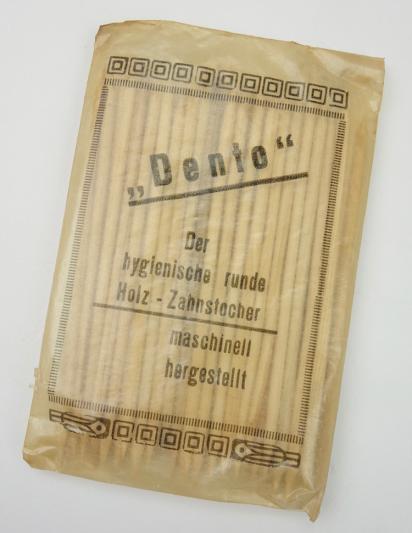 „Dento“
Der
hygienische runde
Holz - Zahnstocher
maschinell
hergestellt